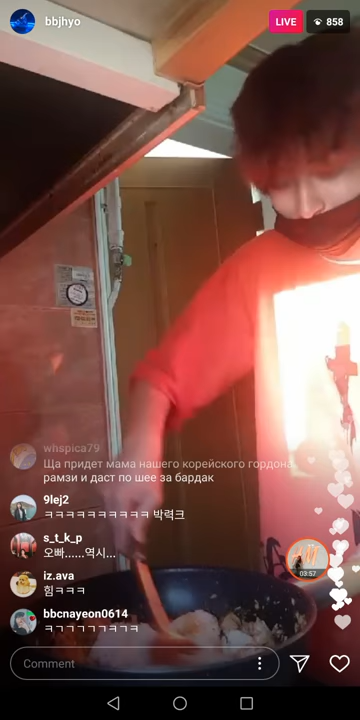 bbjhyo
LIVE
858
whspica79
Ща придет мама нашего корейского гордона
рамзи и даст по шее за бардак
9lej2
ㅋㅋㅋㅋㅋㅋㅋㅋㅋㅋ 박력크
s_t_k_p
오빠......역시...
iz.ava
힘ㅋㅋㅋ
bbcnayeon0614
ㅋㄱㄱㄱㄱㄱㅋㄱㅋ
03:57
Comment